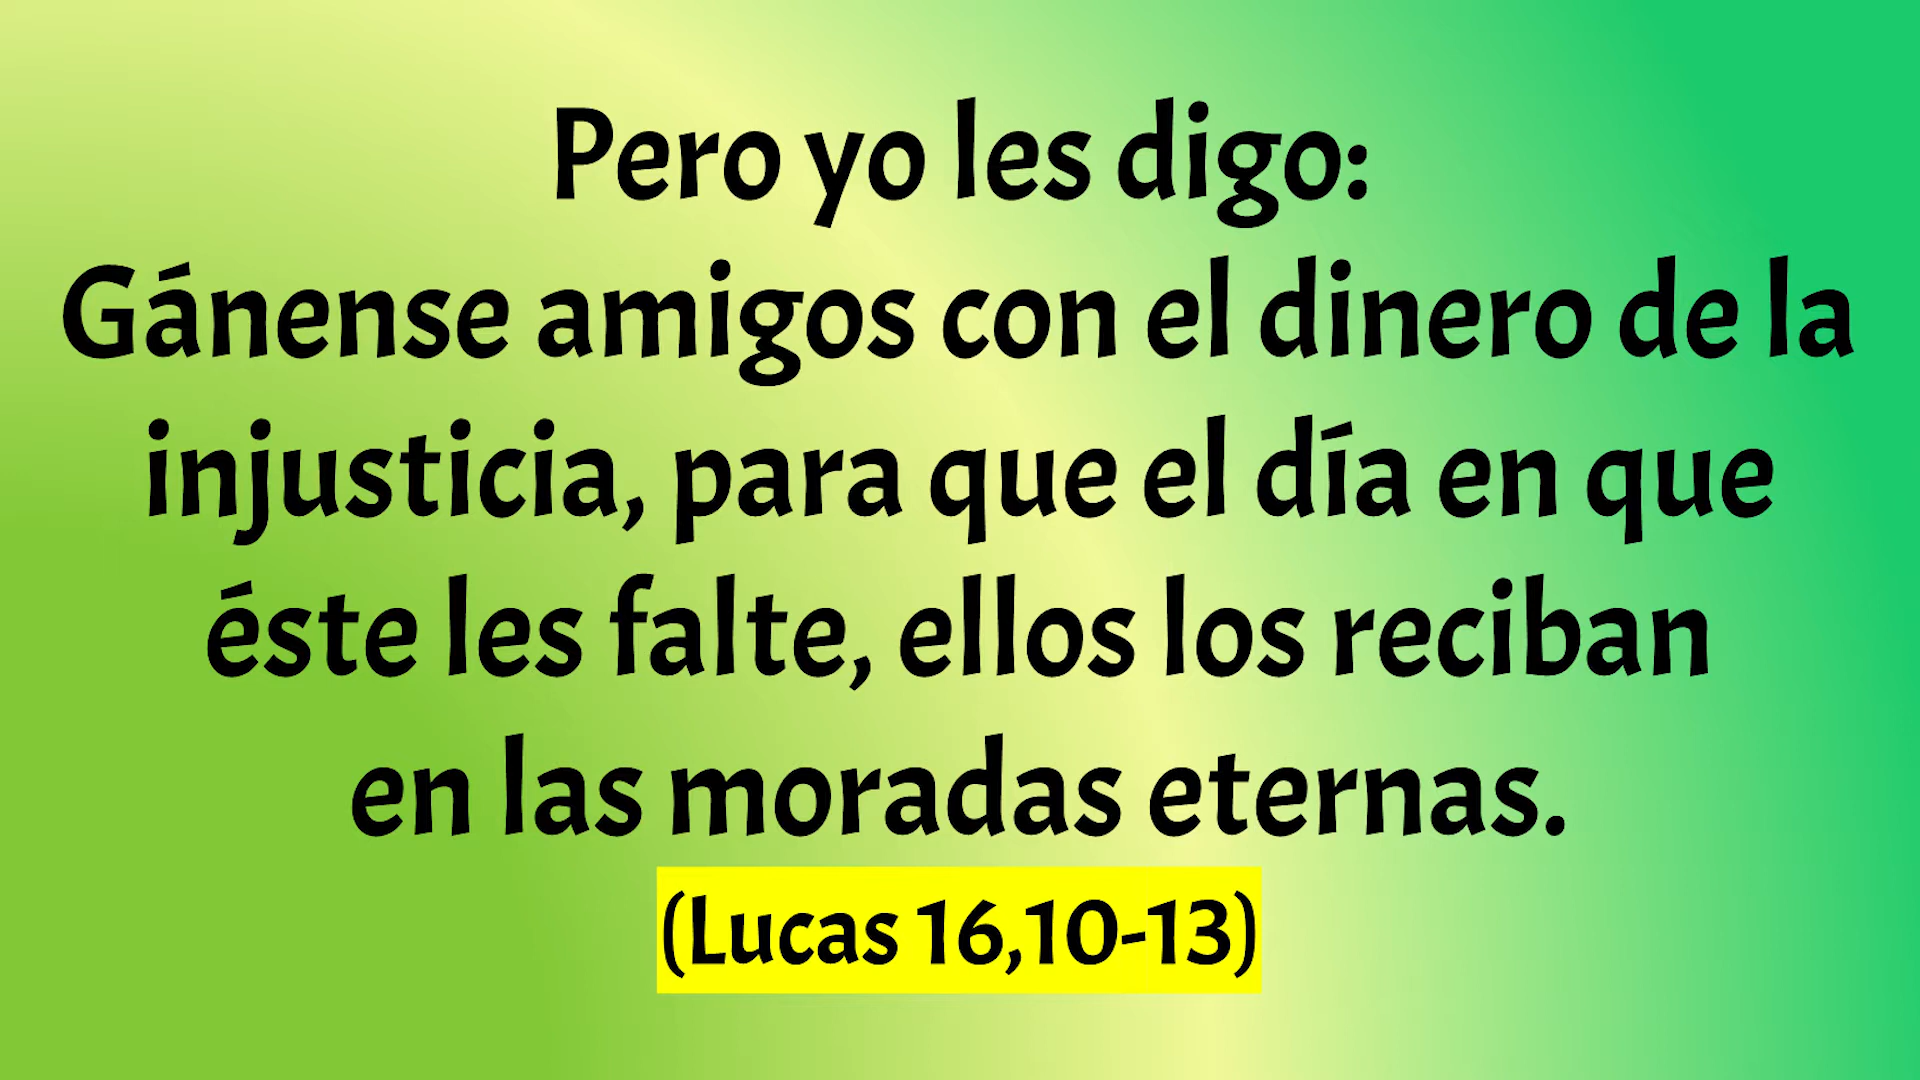 Pero yo les digo:
Gánense amigos con el dinero de la
injusticia, para que el día en que
éste les falte, ellos los reciban
en las moradas eternas.
(Lucas 16,10-13)